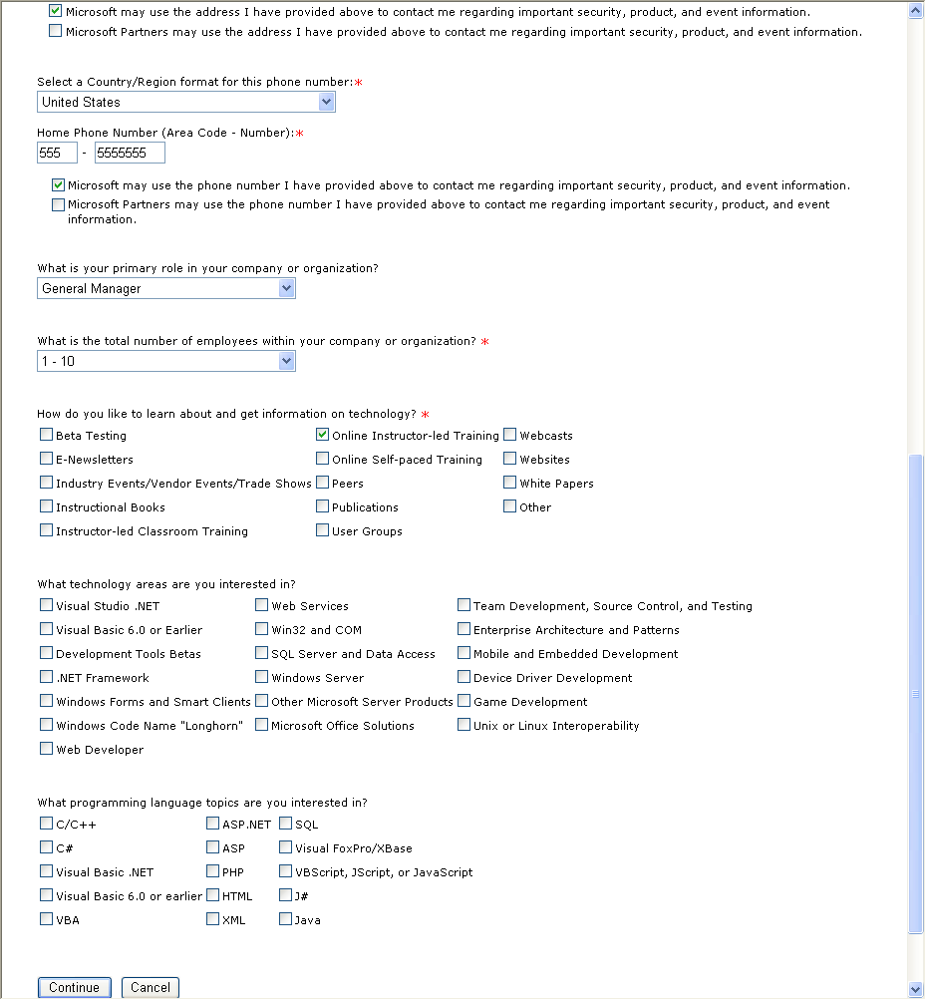 Microsoft may use the address I have provided above to contact me regarding important security, product, and event information.
Microsoft Partners may use the address I have provided above to contact me regarding important security, product, and event information.
Select a Country/Region format for this phone number:*
United States
Home Phone Number (Area Code - Number):*
555 - 5555555
Microsoft may use the phone number I have provided above to contact me regarding important security, product, and event information.
Microsoft Partners may use the phone number I have provided above to contact me regarding important security, product, and event
information.
What is your primary role in your company or organization?
General Manager
What is the total number of employees within your company or organization? *
1 - 10
How do you like to learn about and get information on technology? *
Beta Testing Online Instructor-led Training Webcasts
E-Newsletters Online Self-paced Training Websites
Industry Events/Vendor Events/Trade Shows Peers White Papers
Instructional Books Publications Other
Instructor-led Classroom Training User Groups
What technology areas are you interested in?
Visual Studio .NET Web Services Team Development, Source Control, and Testing
Visual Basic 6.0 or Earlier Win32 and COM Enterprise Architecture and Patterns
Development Tools Betas SQL Server and Data Access Mobile and Embedded Development
.NET Framework Windows Server Device Driver Development
Windows Forms and Smart Clients Other Microsoft Server Products Game Development
Windows Code Name "Longhorn" Microsoft Office Solutions Unix or Linux Interoperability
Web Developer
What programming language topics are you interested in?
C/C++ ASP.NET SQL
C# ASP Visual FoxPro/XBase
Visual Basic .NET PHP VBScript, JScript, or JavaScript
Visual Basic 6.0 or earlier HTML J#
VBA XML Java
Continue Cancel